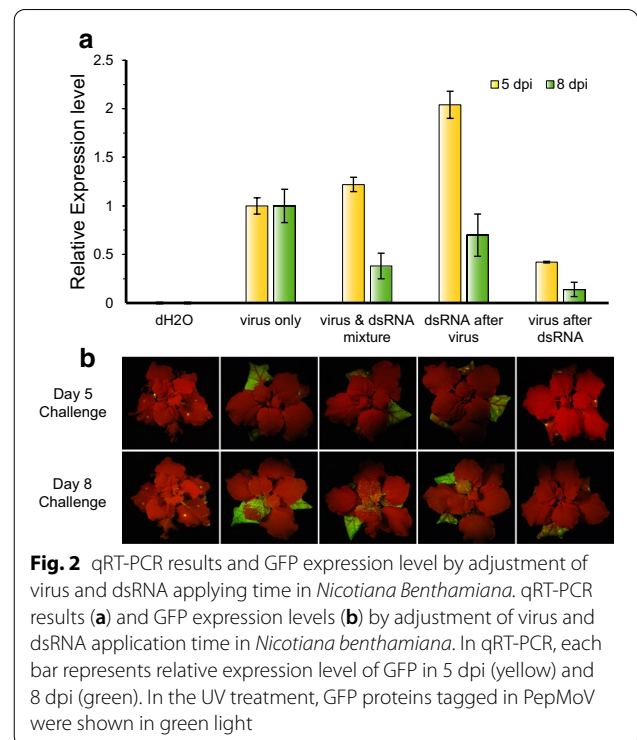 a
2.5
2
1.5
1
0.5
0
Relative Expression level
5 dpi 8 dpi
dH2O virus only virus & dsRNA mixture dsRNA after virus virus after dsRNA
b
Day 5
Challenge
Day 8
Challenge
Fig. 2 qRT-PCR results and GFP expression level by adjustment of
virus and dsRNA applying time in Nicotiana Benthamiana. qRT-PCR
results (a) and GFP expression levels (b) by adjustment of virus and
dsRNA application time in Nicotiana benthamiana. In qRT-PCR, each
bar represents relative expression level of GFP in 5 dpi (yellow) and
8 dpi (green). In the UV treatment, GFP proteins tagged in PepMoV
were shown in green light